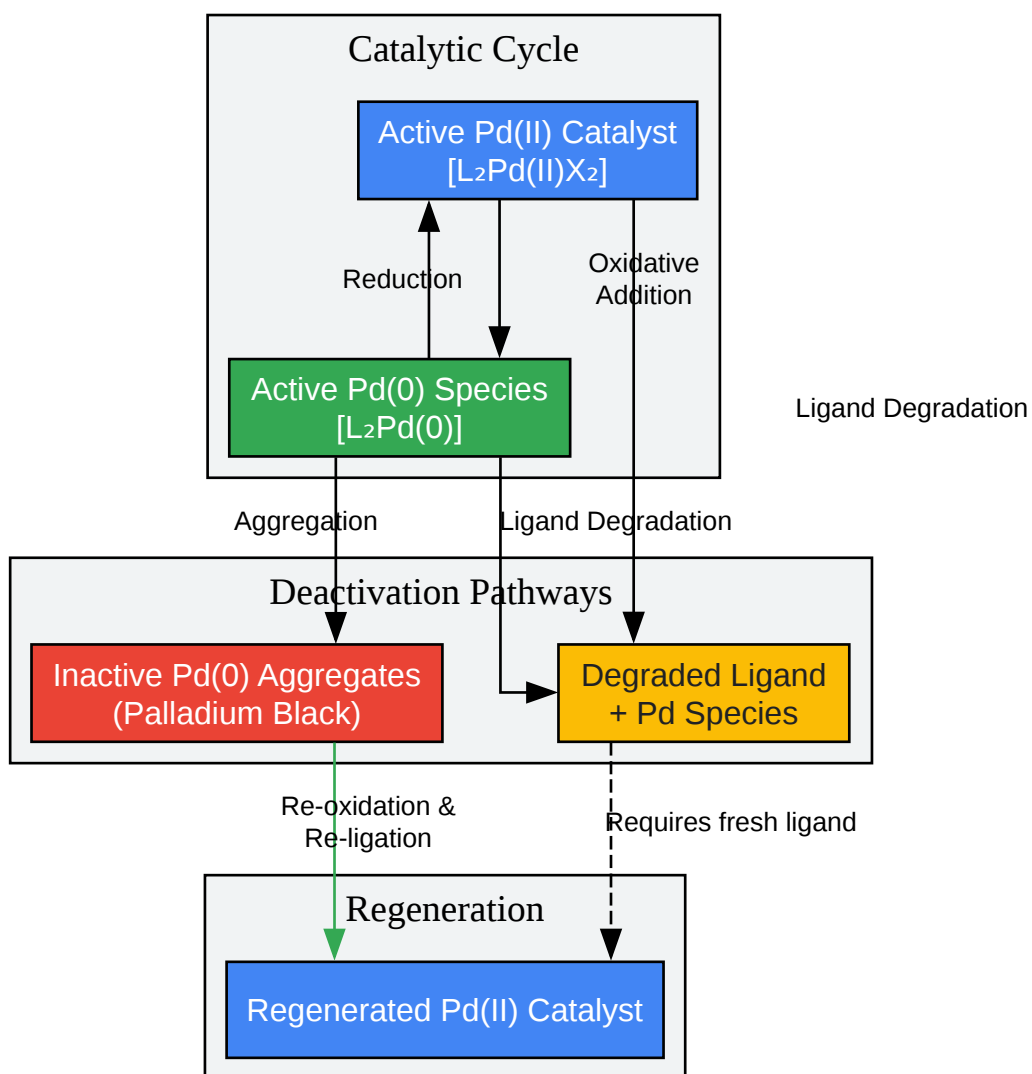 Catalytic Cycle
Active Pd(II) Catalyst
[L₂Pd(II)X₂]
Reduction
Oxidative
Addition
Active Pd(0) Species
[L₂Pd(0)]
Ligand Degradation
Aggregation
Ligand Degradation
Deactivation Pathways
Inactive Pd(0) Aggregates
(Palladium Black)
Degraded Ligand
+ Pd Species
Re-oxidation &
Re-ligation
Requires fresh ligand
Regeneration
Regenerated Pd(II) Catalyst